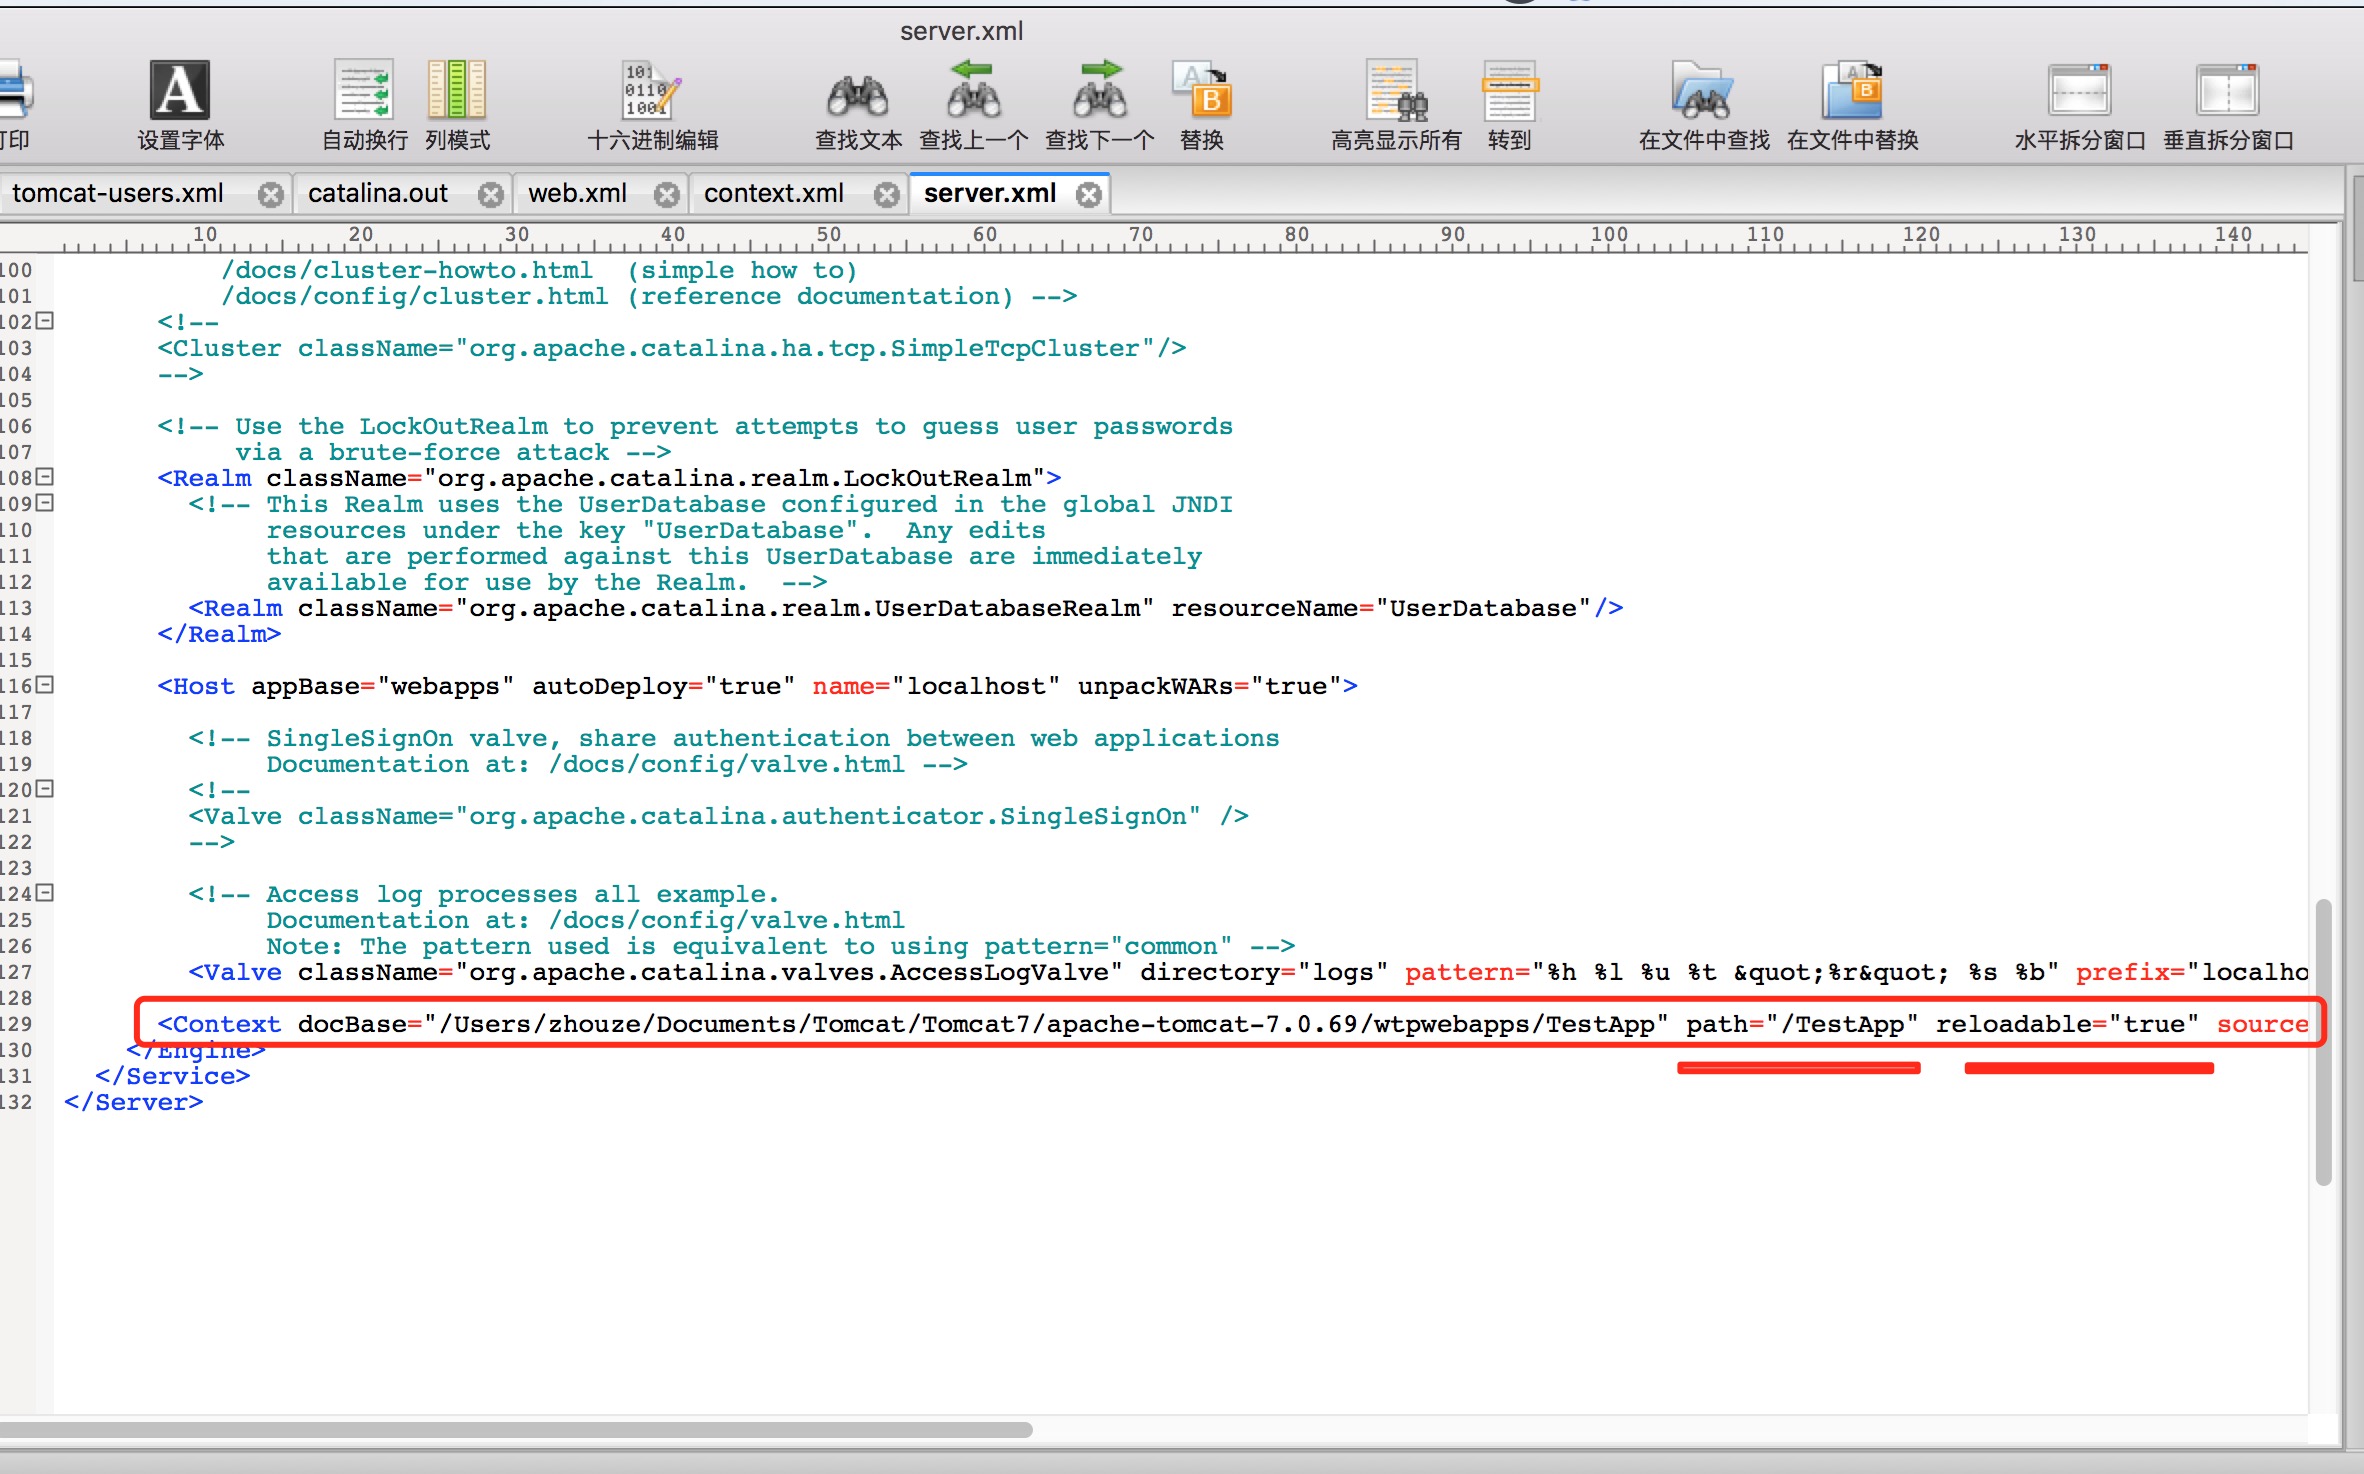 server.xml
设置字体 自动换行 列模式 十六进制编辑 查找文本 查找上一个 查找下一个 替换 高亮显示所有 转到 在文件中查找 在文件中替换 水平拆分窗口 垂直拆分窗口
tomcat-users.xml catalina.out web.xml context.xml server.xml
10 20 30 40 50 60 70 80 90 100 110 120 130 140
100 /docs/cluster-howto.html  (simple how to)
101 /docs/config/cluster.html (reference documentation) -->
102 <!--
103 <Cluster className="org.apache.catalina.ha.tcp.SimpleTcpCluster"/>
104 -->
105
106 <!-- Use the LockOutRealm to prevent attempts to guess user passwords
107 via a brute-force attack -->
108 <Realm className="org.apache.catalina.realm.LockOutRealm">
109 <!-- This Realm uses the UserDatabase configured in the global JNDI
110 resources under the key "UserDatabase".  Any edits
111 that are performed against this UserDatabase are immediately
112 available for use by the Realm.  -->
113 <Realm className="org.apache.catalina.realm.UserDatabaseRealm" resourceName="UserDatabase"/>
114 </Realm>
115
116 <Host appBase="webapps" autoDeploy="true" name="localhost" unpackWARs="true">
117
118 <!-- SingleSignOn valve, share authentication between web applications
119 Documentation at: /docs/config/valve.html -->
120 <!--
121 <Valve className="org.apache.catalina.authenticator.SingleSignOn" />
122 -->
123
124 <!-- Access log processes all example.
125 Documentation at: /docs/config/valve.html
126 Note: The pattern used is equivalent to using pattern="common" -->
127 <Valve className="org.apache.catalina.valves.AccessLogValve" directory="logs" pattern="%h %l %u %t &quot;%r&quot; %s %b" prefix="localho
128
129 <Context docBase="/Users/zhouze/Documents/Tomcat/Tomcat7/apache-tomcat-7.0.69/wtpwebapps/TestApp" path="/TestApp" reloadable="true" source
130 </Engine>
131 </Service>
132 </Server>